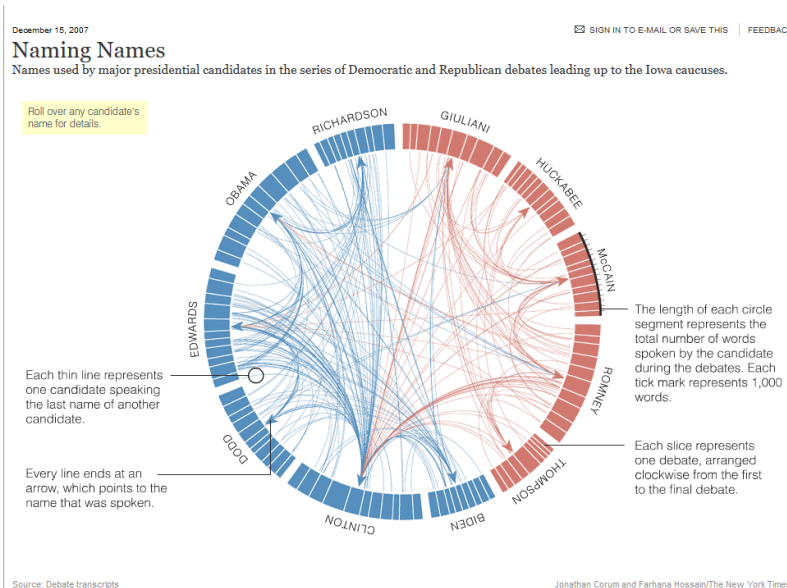 December 15, 2007
SIGN IN TO E-MAIL OR SAVE THIS
FEEDBAC
Naming Names
Names used by major presidential candidates in the series of Democratic and Republican debates leading up to the Iowa caucuses.
Roll over any candidate's
name for details.
RICHARDSON
GIULIANI
OBAMA
HUCKABEE
McCAIN
EDWARDS
The length of each circle
segment represents the
total number of words
spoken by the candidate
during the debates. Each
tick mark represents 1,000
words.
Each thin line represents
one candidate speaking
the last name of another
candidate.
ROMNEY
DODD
Each slice represents
one debate, arranged
clockwise from the first
to the final debate.
Every line ends at an
arrow, which points to the
name that was spoken.
THOMPSON
CLINTON
BIDEN
Source: Debate transcripts
Jonathan Corum and Farhana Hossain/The New York Times